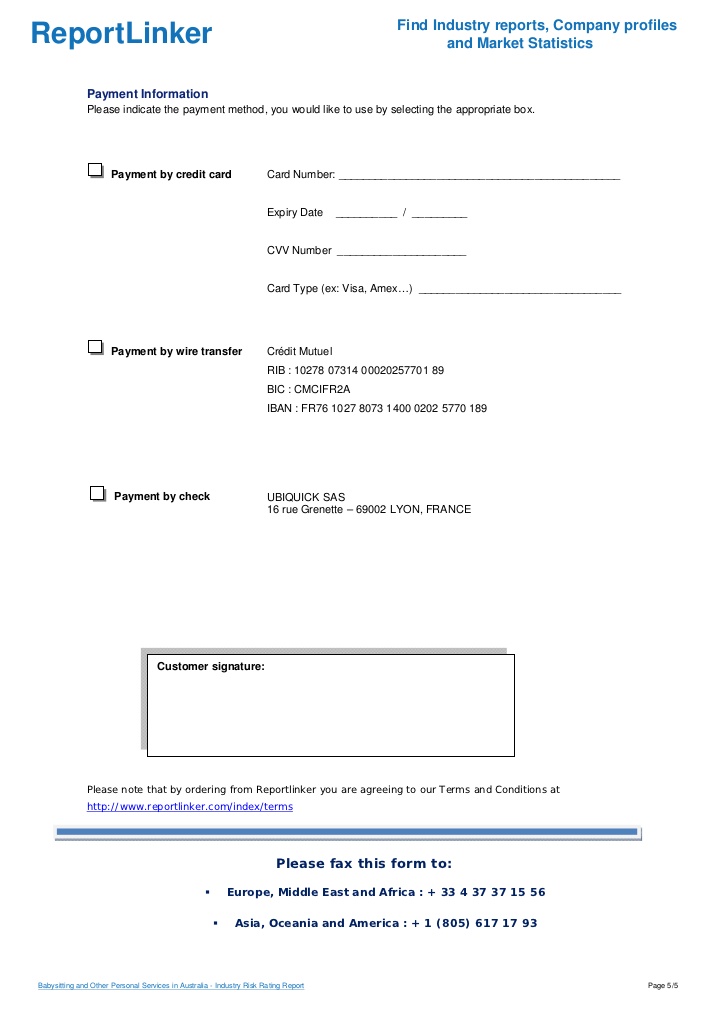 ReportLinker
Find Industry reports, Company profiles
and Market Statistics
Payment Information
Please indicate the payment method, you would like to use by selecting the appropriate box.
Payment by credit card
Card Number: ______________________________________________
Expiry Date __________ / _________
CVV Number _____________________
Card Type (ex: Visa, Amex…) _________________________________
Payment by wire transfer
Crédit Mutuel
RIB : 10278 07314 00020257701 89
BIC : CMCIFR2A
IBAN : FR76 1027 8073 1400 0202 5770 189
Payment by check
UBIQUICK SAS
16 rue Grenette – 69002 LYON, FRANCE
Customer signature:
Please note that by ordering from Reportlinker you are agreeing to our Terms and Conditions at
http://www.reportlinker.com/index/terms
Please fax this form to:
▪ Europe, Middle East and Africa : + 33 4 37 37 15 56
▪ Asia, Oceania and America : + 1 (805) 617 17 93
Babysitting and Other Personal Services in Australia - Industry Risk Rating Report
Page 5/5